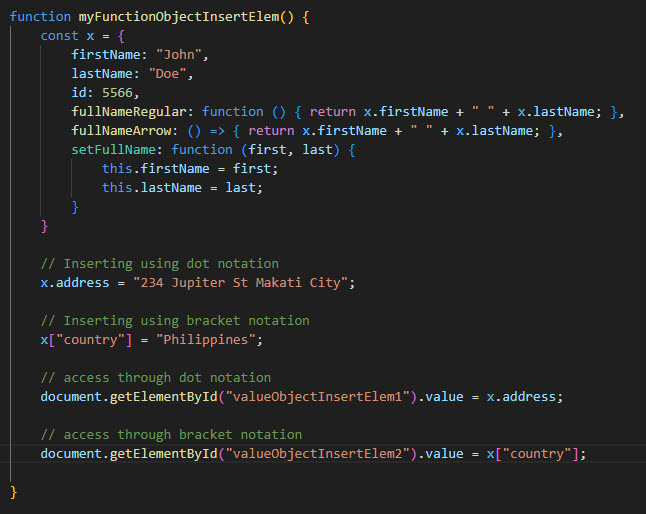 function myFunctionObjectInsertElem() {
    const x = {
        firstName: "John",
        lastName: "Doe",
        id: 5566,
        fullNameRegular: function () { return x.firstName + " " + x.lastName; },
        fullNameArrow: () => { return x.firstName + " " + x.lastName; },
        setFullName: function (first, last) {
            this.firstName = first;
            this.lastName = last;
        }
    }

    // Inserting using dot notation
    x.address = "234 Jupiter St Makati City";

    // Inserting using bracket notation
    x["country"] = "Philippines";

    // access through dot notation
    document.getElementById("valueObjectInsertElem1").value = x.address;

    // access through bracket notation
    document.getElementById("valueObjectInsertElem2").value = x["country"];

}